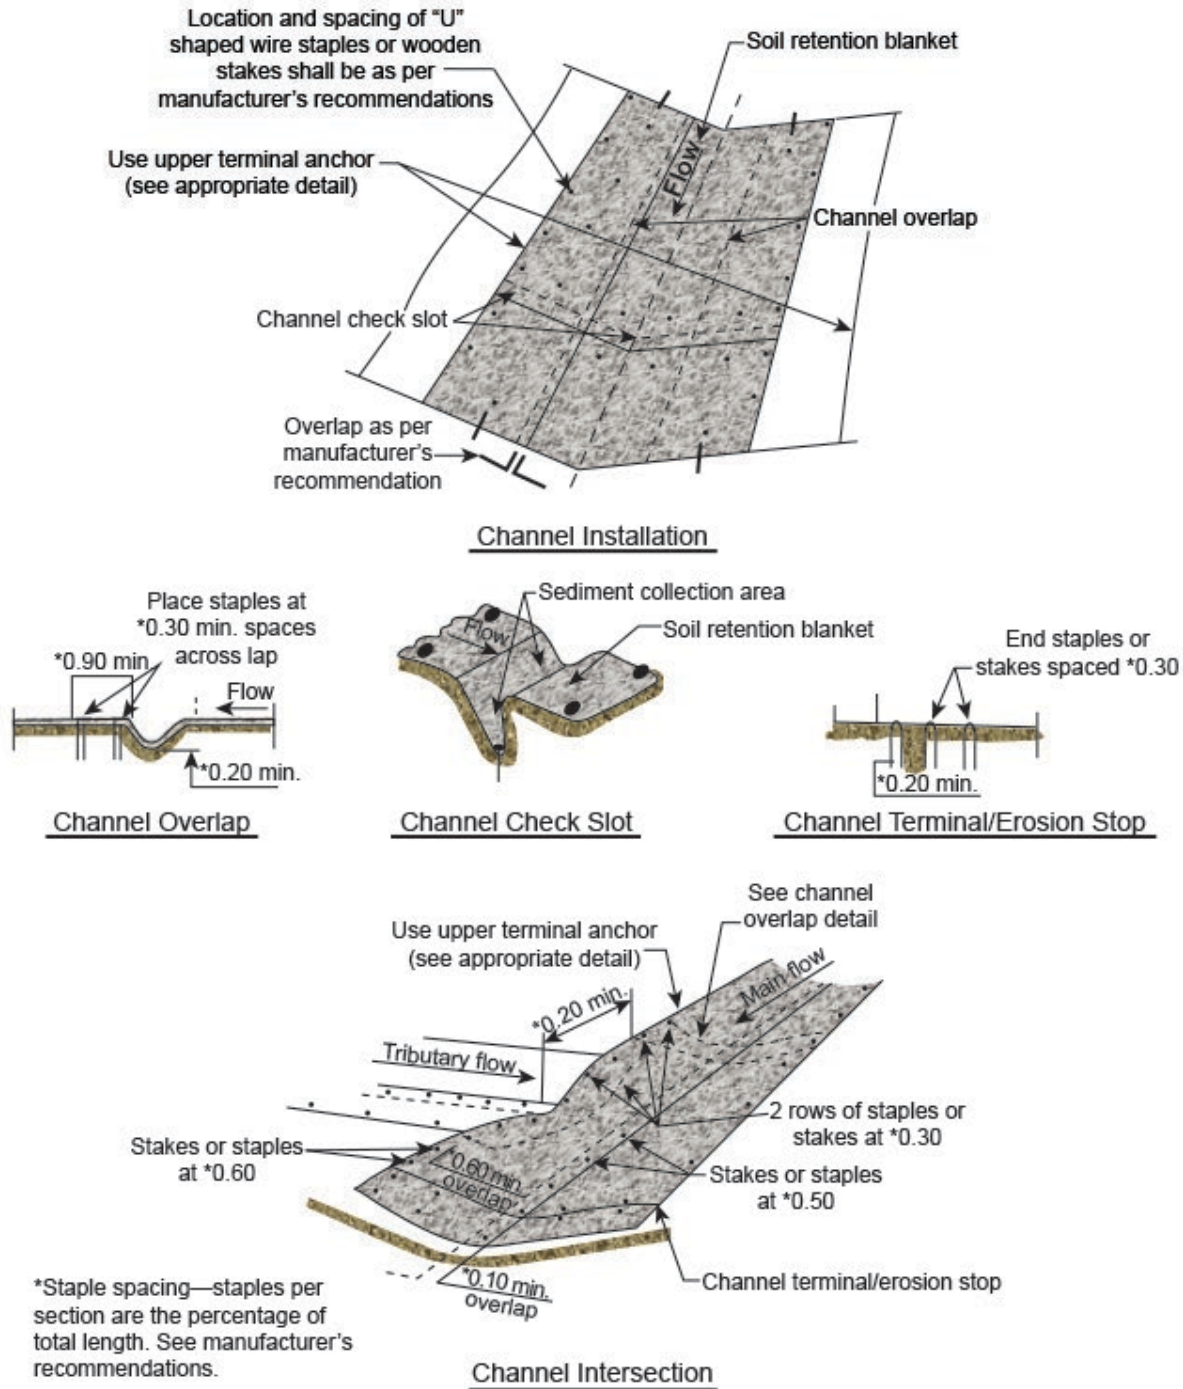 Location and spacing of “U”
shaped wire staples or wooden
stakes shall be as per
manufacturer’s recommendations
Soil retention blanket
Use upper terminal anchor
(see appropriate detail)
Flow
Channel overlap
Channel check slot
Overlap as per
manufacturer’s
recommendation
Channel Installation
Place staples at
*0.30 min. spaces
across lap
*0.90 min.
Flow
*0.20 min.
Channel Overlap
Sediment collection area
Flow
Soil retention blanket
Channel Check Slot
End staples or
stakes spaced *0.30
*0.20 min.
Channel Terminal/Erosion Stop
See channel
overlap detail
Use upper terminal anchor
(see appropriate detail)
Main flow
*0.20 min.
Tributary flow
2 rows of staples or
stakes at *0.30
Stakes or staples
at *0.60
*0.60 min.
overlap
Stakes or staples
at *0.50
Channel terminal/erosion stop
*0.10 min.
overlap
*Staple spacing—staples per
section are the percentage of
total length. See manufacturer’s
recommendations.
Channel Intersection